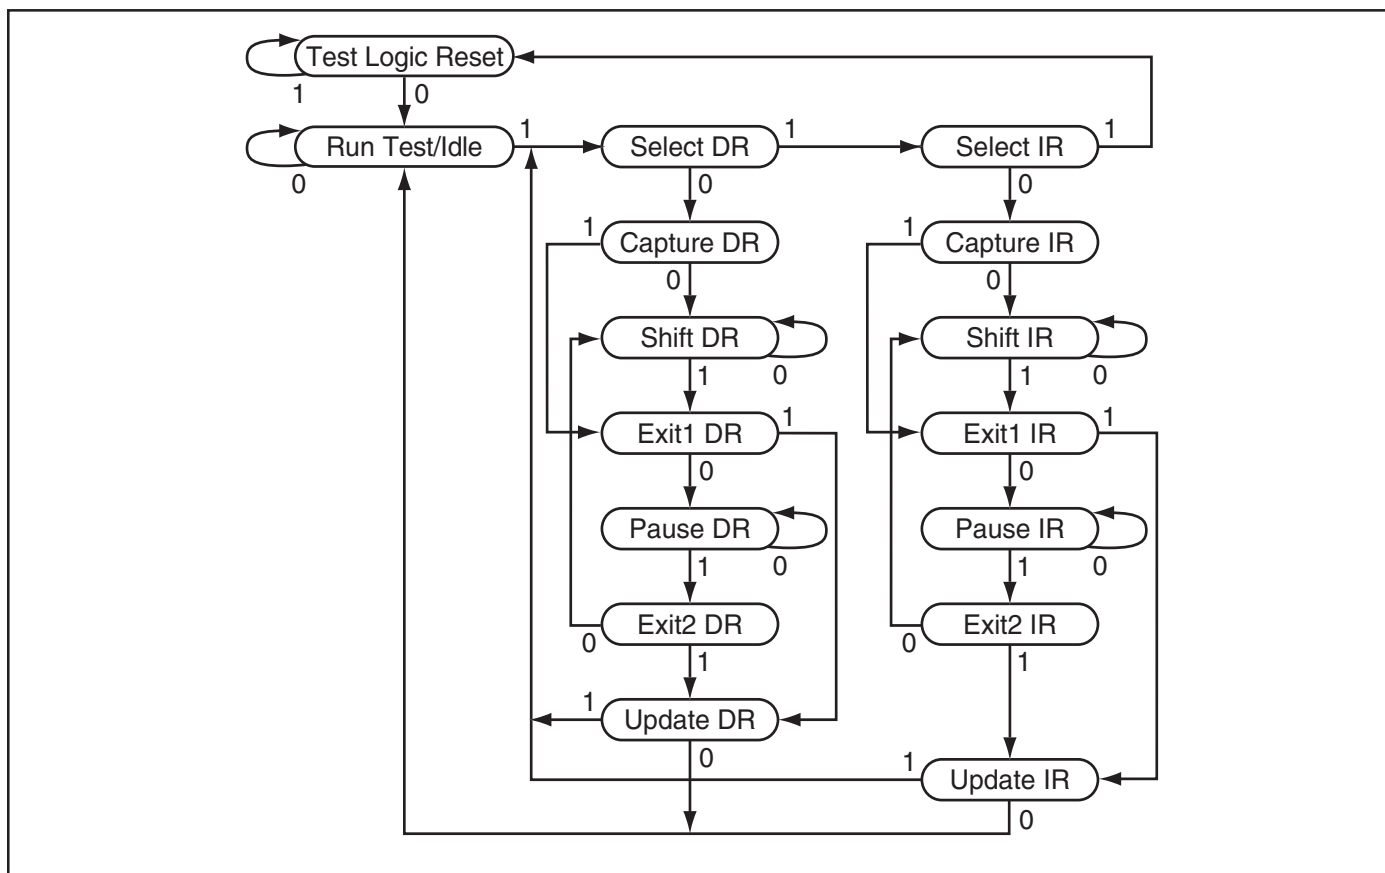 Test Logic Reset
1
0
Run Test/Idle
1
Select DR
1
Select IR
1
0
0
0
1
Capture DR
1
Capture IR
0
0
Shift DR
Shift IR
1
0
1
0
Exit1 DR
1
Exit1 IR
1
0
0
Pause DR
Pause IR
1
0
1
0
Exit2 DR
Exit2 IR
0
1
0
1
1
Update DR
0
1
Update IR
0